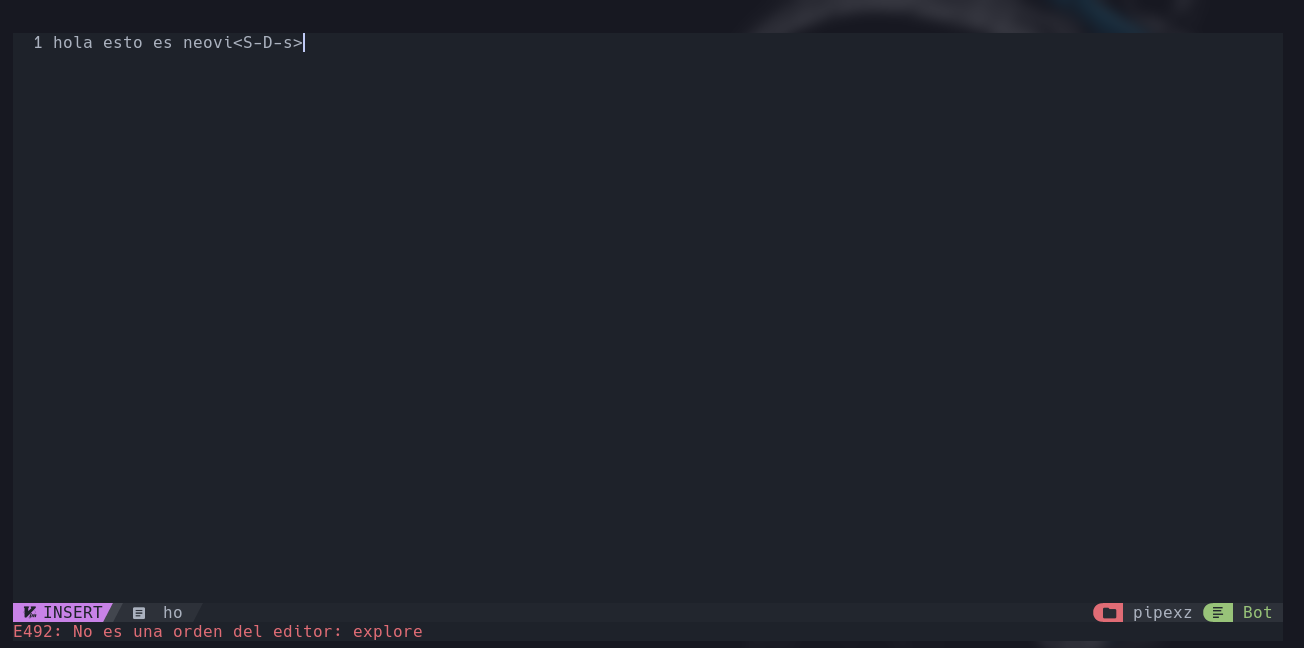 1 hola esto es neovi<S-D-s>
INSERT ho pipexz Bot
E492: No es una orden del editor: explore